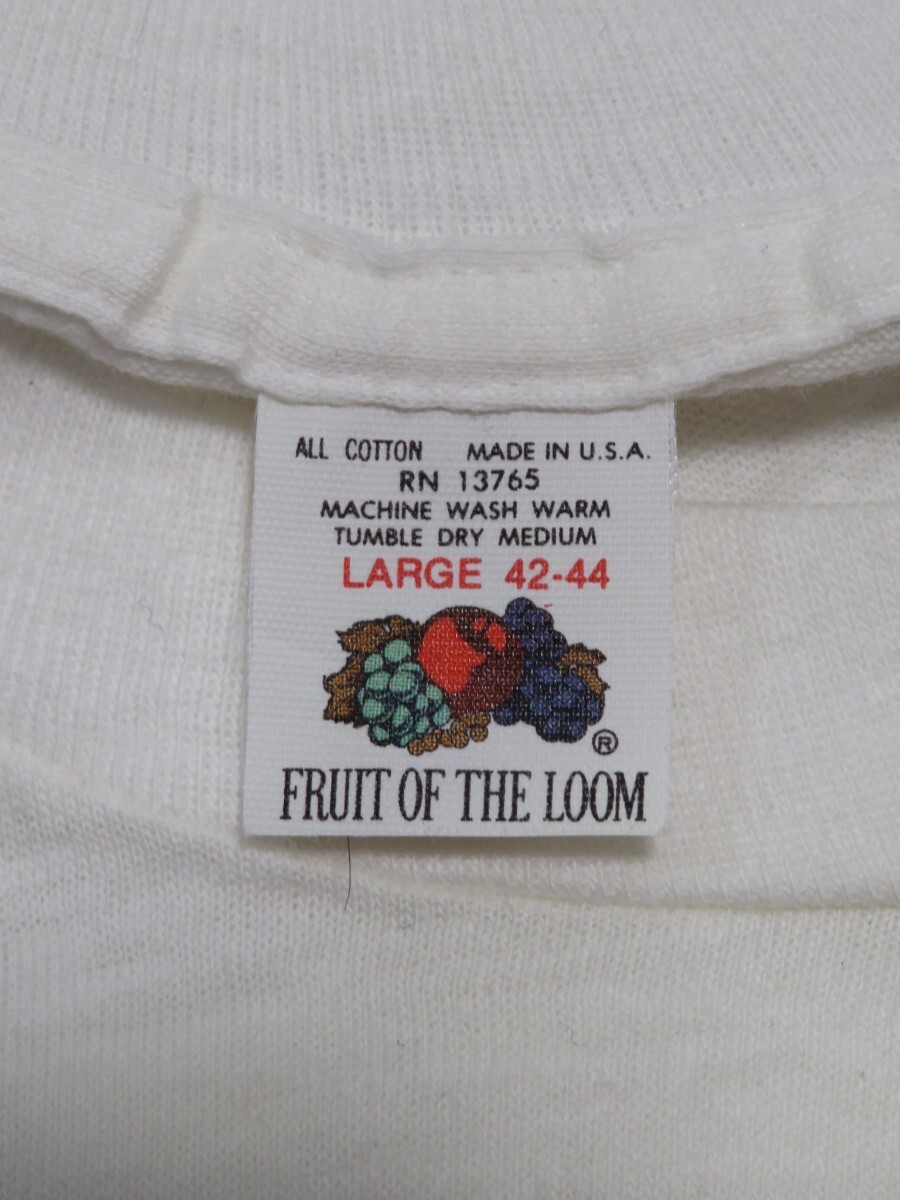 ALL COTTON MADE IN U.S.A.
RN 13765
MACHINE WASH WARM
TUMBLE DRY MEDIUM
LARGE 42-44
®
FRUIT OF THE LOOM